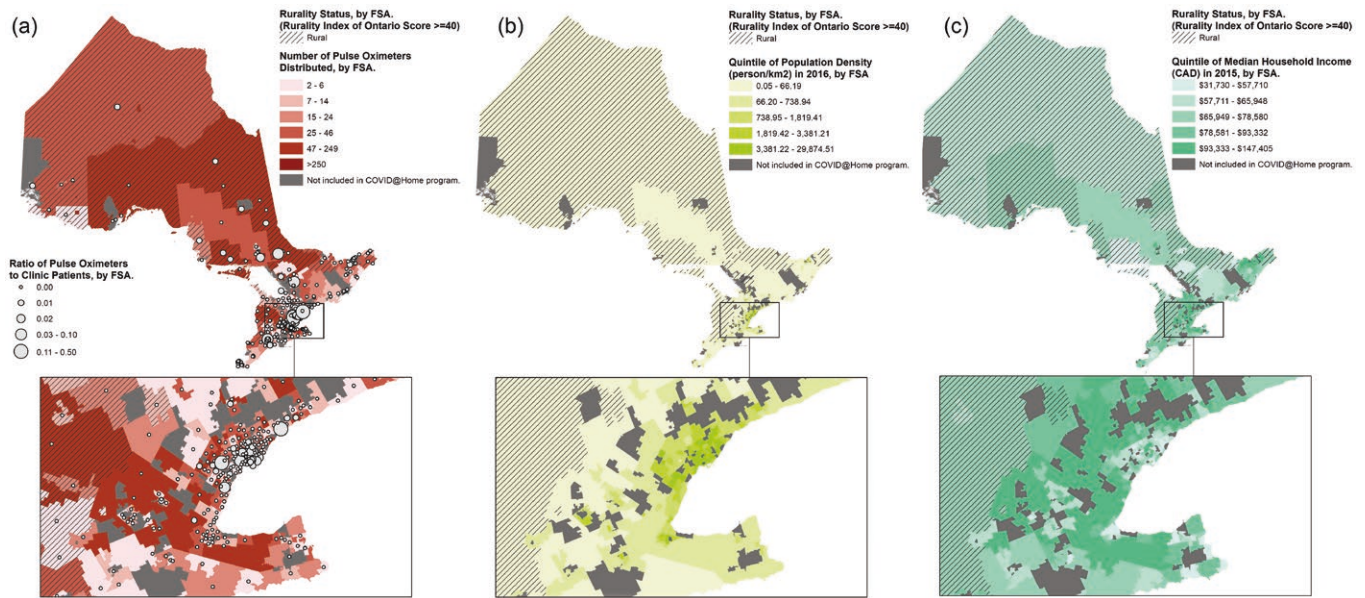 (a)
Rurality Status, by FSA.
(Rurality Index of Ontario Score >=40)
Rural
Number of Pulse Oximeters
Distributed, by FSA.
2 - 6
7 - 14
15 - 24
25 - 46
47 - 249
>250
Not included in COVID@Home program.
Ratio of Pulse Oximeters
to Clinic Patients, by FSA.
0.00
0.01
0.02
0.03 - 0.10
0.11 - 0.50
(b)
Rurality Status, by FSA.
(Rurality Index of Ontario Score >=40)
Rural
Quintile of Population Density
(person/km2) in 2016, by FSA
0.05 - 66.19
66.20 - 738.94
738.95 - 1,819.41
1,819.42 - 3,381.21
3,381.22 - 29,874.51
Not included in COVID@Home program.
(c)
Rurality Status, by FSA.
(Rurality Index of Ontario Score >=40)
Rural
Quintile of Median Household Income
(CAD) in 2015, by FSA.
$31,730 - $57,710
$57,711 - $65,948
$65,949 - $78,580
$78,581 - $93,332
$93,333 - $147,405
Not included in COVID@Home program.